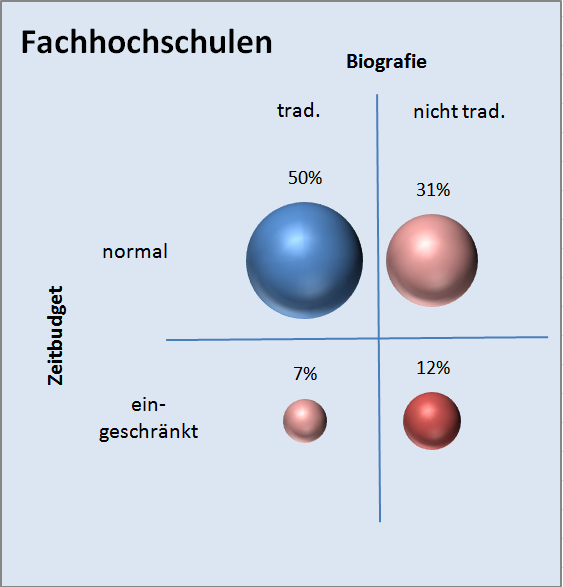 Fachhochschulen
Biografie
trad.
nicht trad.
50%
31%
normal
Zeitbudget
7%
12%
ein-
geschränkt